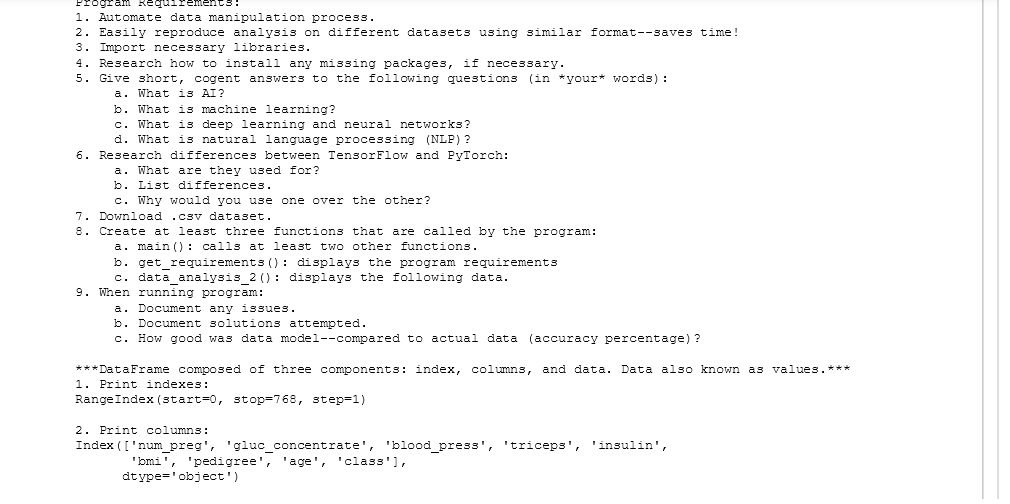 Program Requirements:
1. Automate data manipulation process.
2. Easily reproduce analysis on different datasets using similar format--saves time!
3. Import necessary libraries.
4. Research how to install any missing packages, if necessary.
5. Give short, cogent answers to the following questions (in *your* words):
a. What is AI?
b. What is machine learning?
c. What is deep learning and neural networks?
d. What is natural language processing (NLP)?
6. Research differences between TensorFlow and PyTorch:
a. What are they used for?
b. List differences.
c. Why would you use one over the other?
7. Download .csv dataset.
8. Create at least three functions that are called by the program:
a. main(): calls at least two other functions.
b. get_requirements(): displays the program requirements
c. data_analysis_2(): displays the following data.
9. When running program:
a. Document any issues.
b. Document solutions attempted.
c. How good was data model--compared to actual data (accuracy percentage)?
***DataFrame composed of three components: index, columns, and data. Data also known as values.***
1. Print indexes:
RangeIndex(start=0, stop=768, step=1)
2. Print columns:
Index(['num_preg', 'gluc_concentrate', 'blood_press', 'triceps', 'insulin',
'bmi', 'pedigree', 'age', 'class'],
dtype='object')